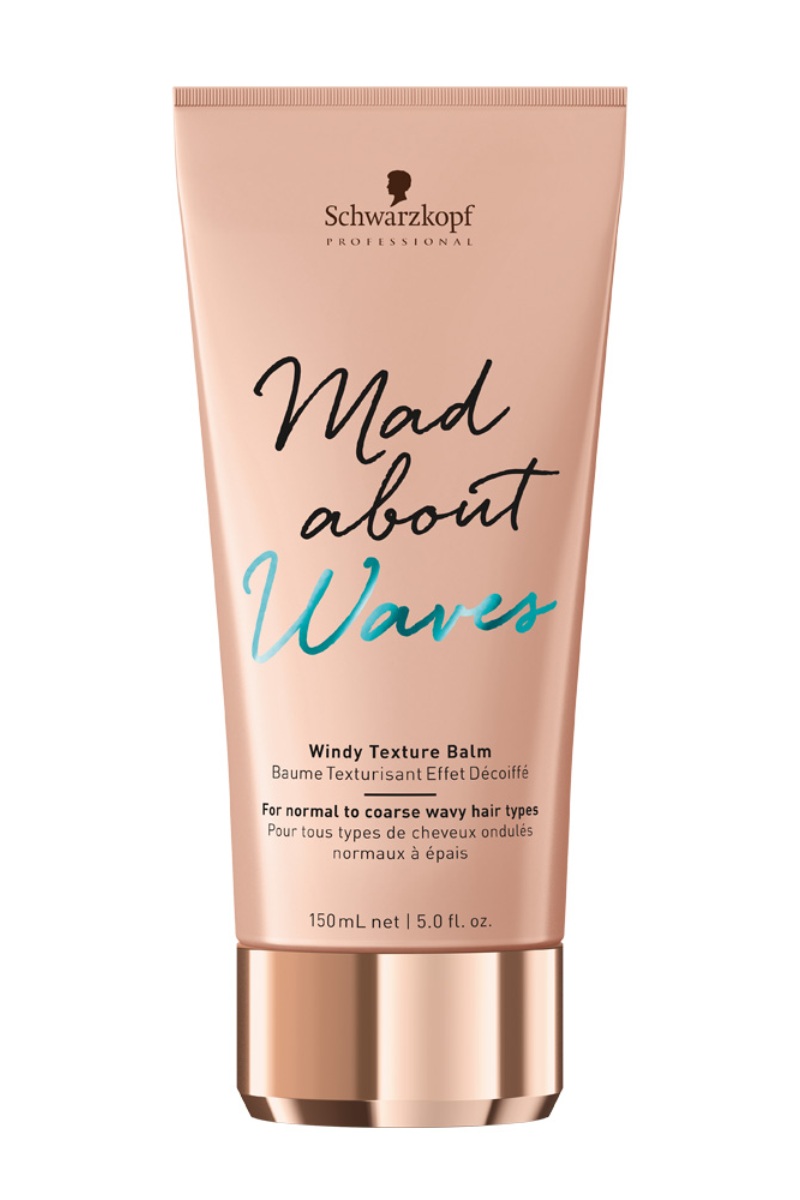 Schwarzkopf
PROFESSIONAL
Mad
about
Waves
Windy Texture Balm
Baume Texturisant Effet Décoiffé
For normal to coarse wavy hair types
Pour tous types de cheveux ondulés
normaux à épais
150mL net | 5.0 fl. oz.